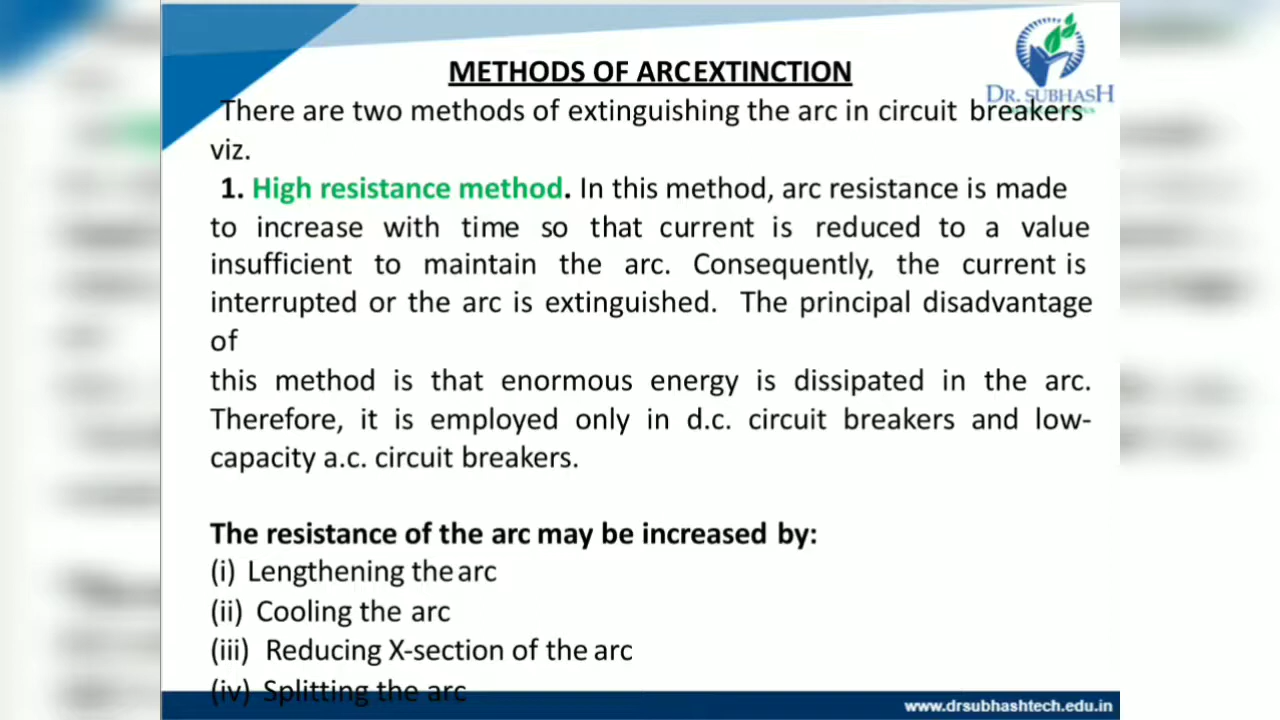 METHODS OF ARC EXTINCTION
DR. SUBHASH
There are two methods of extinguishing the arc in circuit breakers
viz.
1. High resistance method. In this method, arc resistance is made
to increase with time so that current is reduced to a value
insufficient to maintain the arc. Consequently, the current is
interrupted or the arc is extinguished. The principal disadvantage
of
this method is that enormous energy is dissipated in the arc.
Therefore, it is employed only in d.c. circuit breakers and low-
capacity a.c. circuit breakers.
The resistance of the arc may be increased by:
(i) Lengthening the arc
(ii) Cooling the arc
(iii) Reducing X-section of the arc
(iv) Splitting the arc
www.drsubhashtech.edu.in